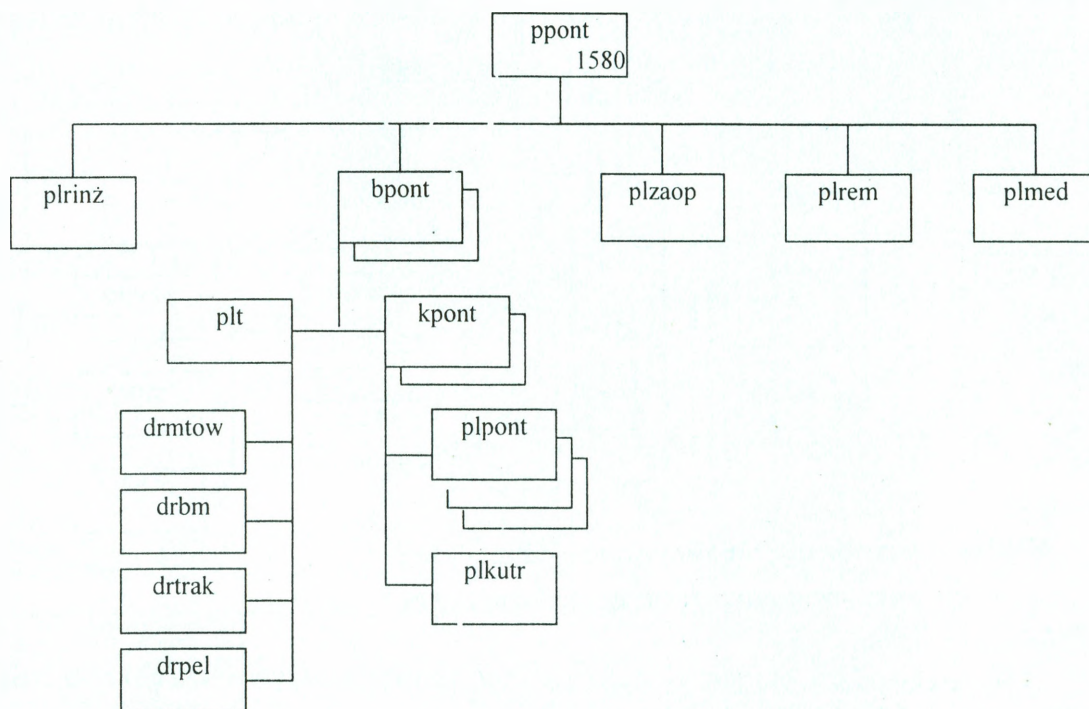 ppont
1580
plrinż
bpont
plzaop
plrem
plmed
plt
kpont
drmtow
plpont
drbm
drtrak
plkutr
drpel